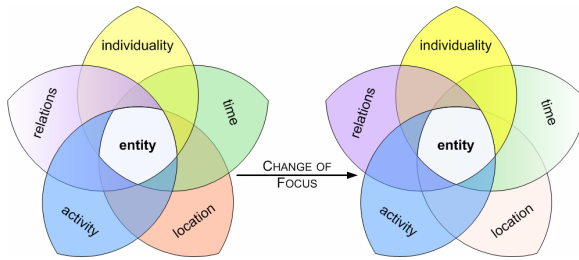 individuality
relations
time
entity
activity
location
CHANGE OF
FOCUS
individuality
relations
time
entity
activity
location